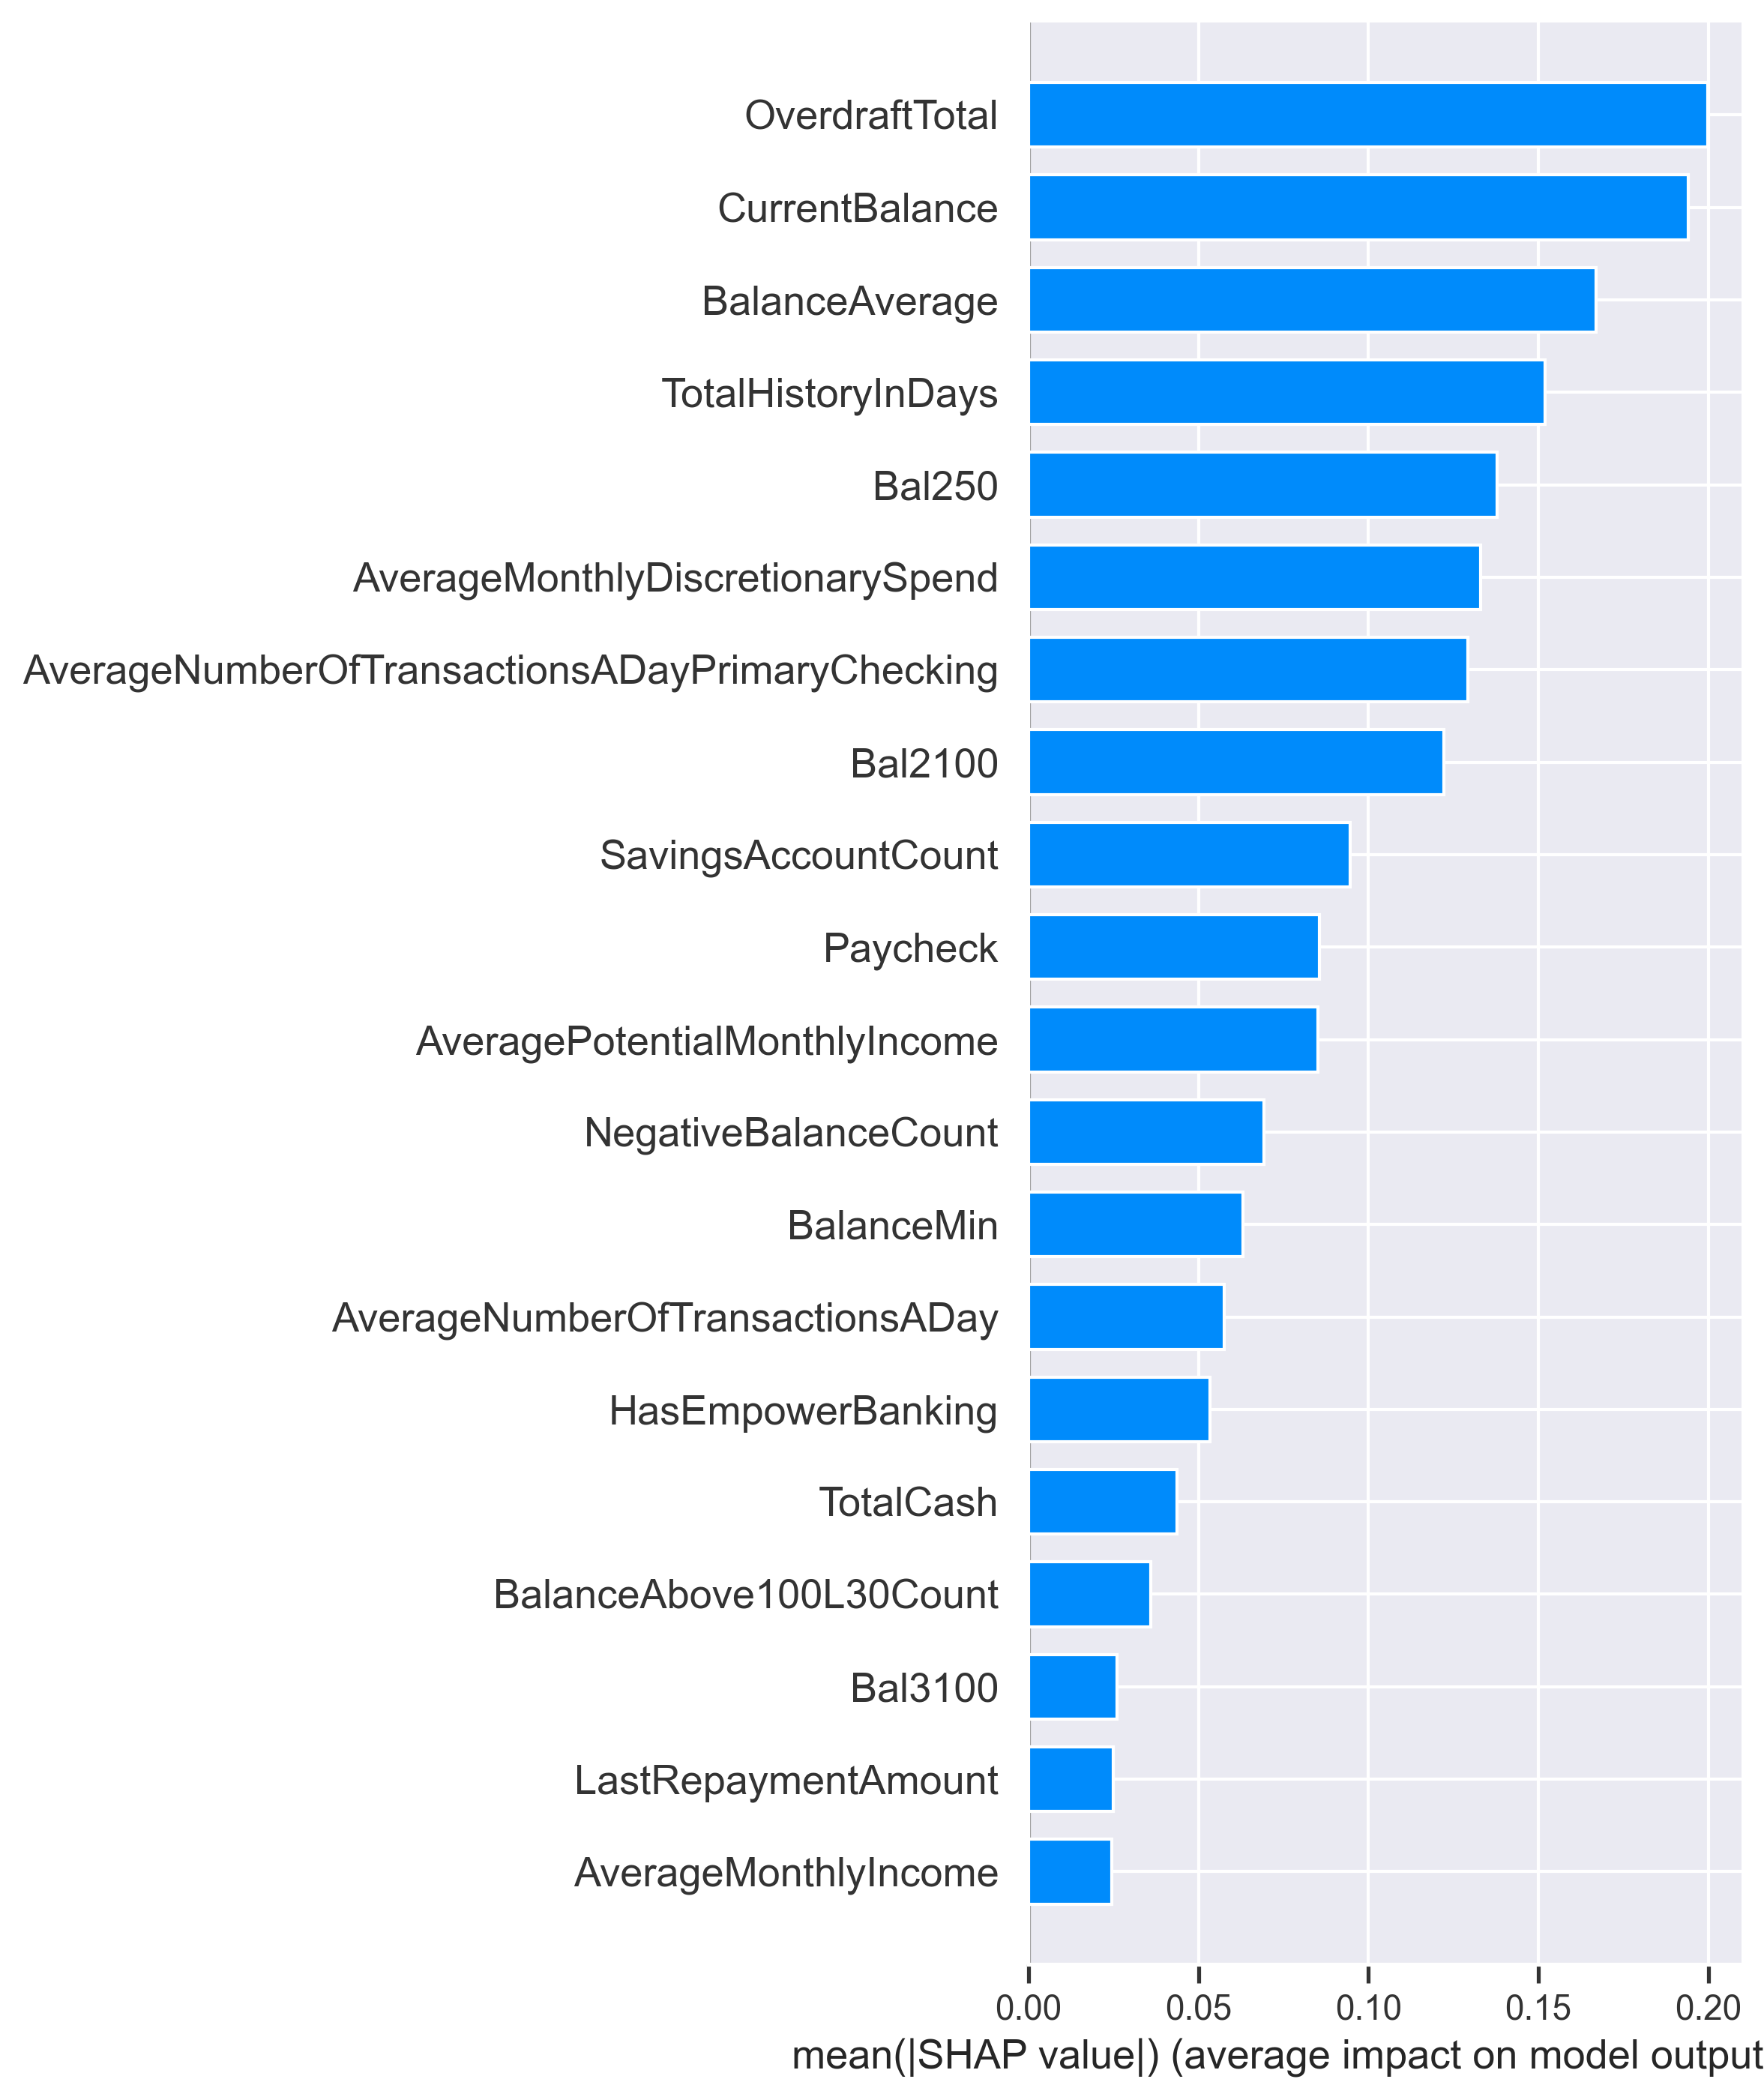 OverdraftTotal
CurrentBalance
BalanceAverage
TotalHistoryInDays
Bal250
AverageMonthlyDiscretionarySpend
AverageNumberOfTransactionsADayPrimaryChecking
Bal2100
SavingsAccountCount
Paycheck
AveragePotentialMonthlyIncome
NegativeBalanceCount
BalanceMin
AverageNumberOfTransactionsADay
HasEmpowerBanking
TotalCash
BalanceAbove100L30Count
Bal3100
LastRepaymentAmount
AverageMonthlyIncome
0.00 0.05 0.10 0.15 0.20
mean(|SHAP value|) (average impact on model output